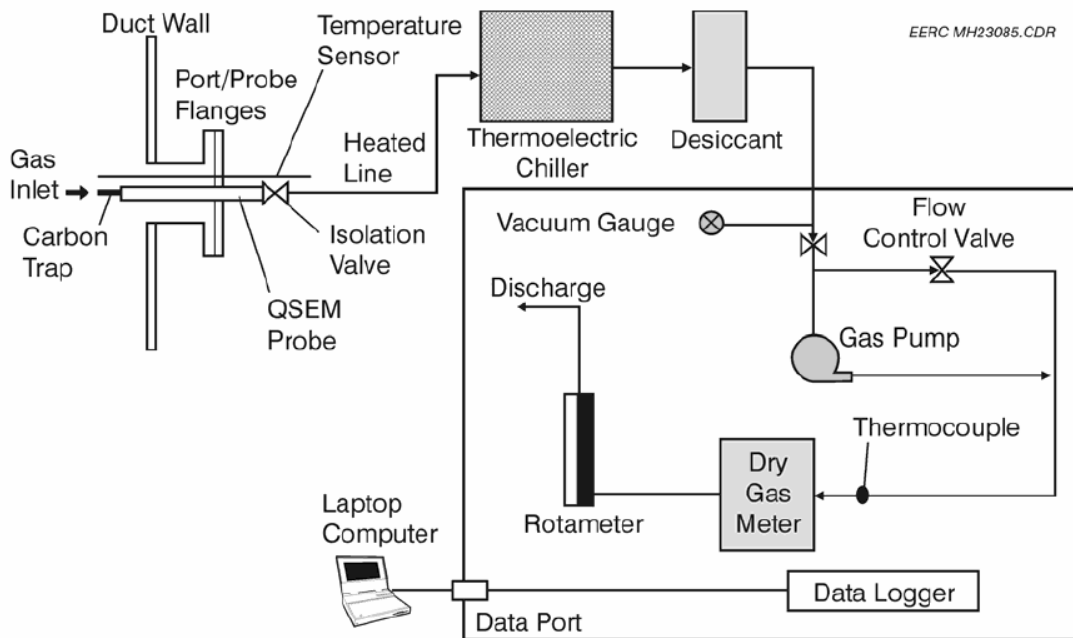 EERC MH23085.CDR
Duct Wall
Temperature
Sensor
Port/Probe
Flanges
Heated
Line
Thermoelectric
Chiller
Desiccant
Gas
Inlet
Carbon
Trap
Isolation
Valve
QSEM
Probe
Vacuum Gauge
Flow
Control Valve
Discharge
Gas Pump
Thermocouple
Dry
Gas
Meter
Rotameter
Laptop
Computer
Data Logger
Data Port